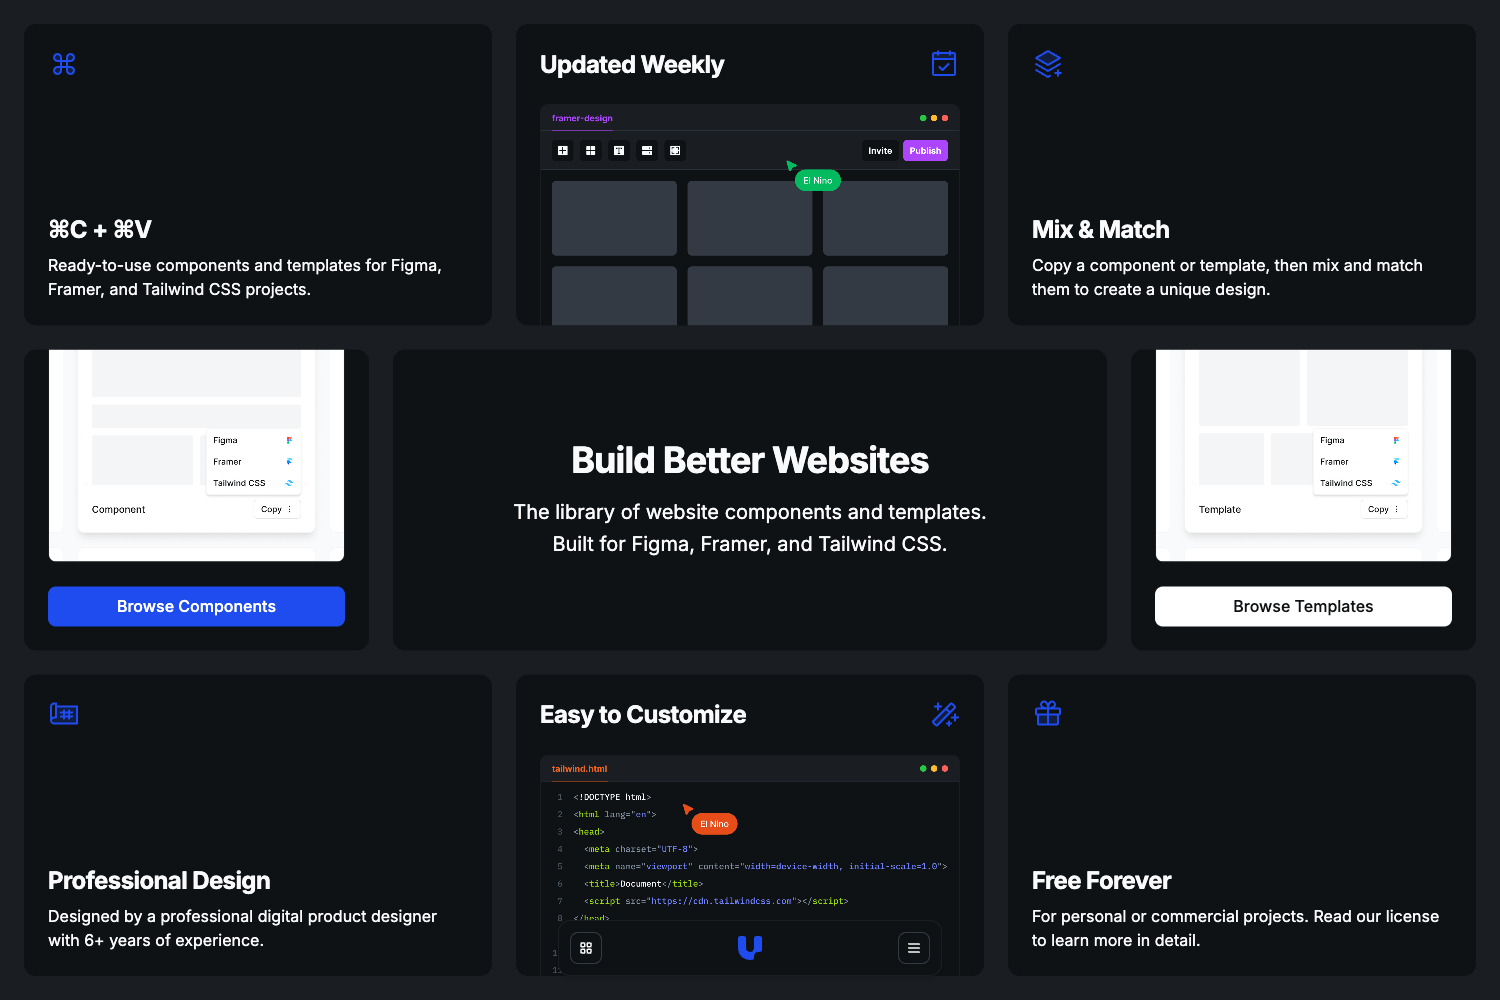 ⌘C + ⌘V
Ready-to-use components and templates for Figma,
Framer, and Tailwind CSS projects.
Updated Weekly
framer-design
Invite
Publish
El Nino
Mix & Match
Copy a component or template, then mix and match
them to create a unique design.
Figma
Framer
Tailwind CSS
Component
Copy
Browse Components
Build Better Websites
The library of website components and templates.
Built for Figma, Framer, and Tailwind CSS.
Figma
Framer
Tailwind CSS
Template
Copy
Browse Templates
Professional Design
Designed by a professional digital product designer
with 6+ years of experience.
Easy to Customize
tailwind.html
1 <!DOCTYPE html>
2 <html lang="en">
El Nino
3 <head>
4 <meta charset="UTF-8">
5 <meta name="viewport" content="width=device-width, initial-scale=1.0">
6 <title>Document</title>
7 <script src="https://cdn.tailwindcss.com"></script>
8 </head>
Free Forever
For personal or commercial projects. Read our license
to learn more in detail.